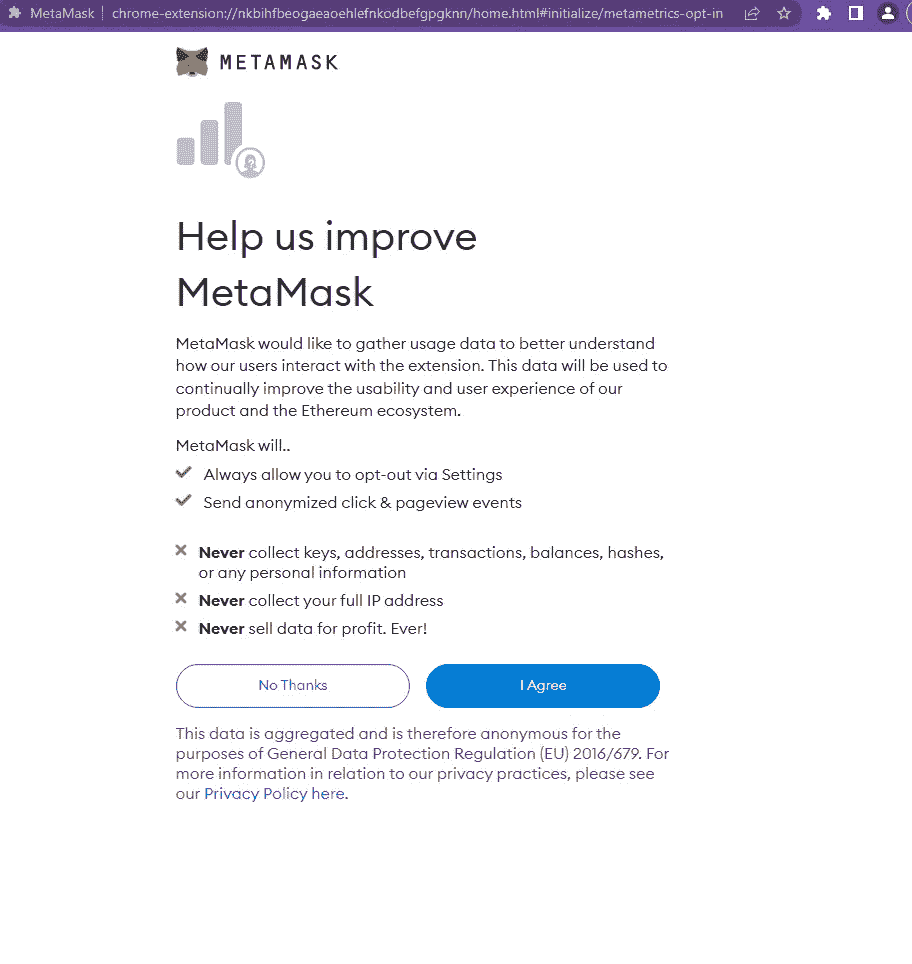 MetaMask chrome-extension://nkbihfbeogaeaoehlefnkodbefgpgknn/home.html#initialize/metametrics-opt-in
METAMASK
Help us improve
MetaMask
MetaMask would like to gather usage data to better understand
how our users interact with the extension. This data will be used to
continually improve the usability and user experience of our
product and the Ethereum ecosystem.
MetaMask will..
Always allow you to opt-out via Settings
Send anonymized click & pageview events
Never collect keys, addresses, transactions, balances, hashes,
or any personal information
Never collect your full IP address
Never sell data for profit. Ever!
No Thanks
I Agree
This data is aggregated and is therefore anonymous for the
purposes of General Data Protection Regulation (EU) 2016/679. For
more information in relation to our privacy practices, please see
our Privacy Policy here.